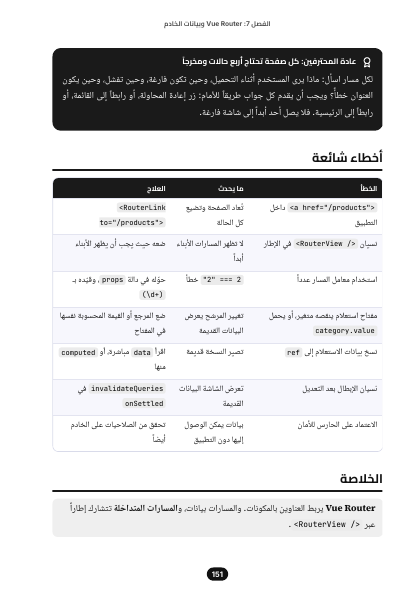 الفصل 7: Vue Router وبيانات الخادم
عادة المحترفين: كل صفحة تحتاج أربع حالات ومخرجاً
لكل مسار اسأل: ماذا يرى المستخدم أثناء التحميل، وحين تكون فارغة، وحين تفشل، وحين يكون
العنوان خطأً؟ ويجب أن يقدم كل جواب طريقاً للأمام: زر إعادة المحاولة، أو رابطاً إلى القائمة، أو
رابطاً إلى الرئيسية. فلا يصل أحد أبداً إلى شاشة فارغة.
أخطاء شائعة
الخطأ ما يحدث العلاج
<a href="/products"> داخل التطبيق تُعاد الصفحة وتضيع كل الحالة <RouterLink to="/products">
نسيان <RouterView /> في الإطار لا تظهر المسارات الأبناء أبداً ضعه حيث يجب أن يظهر الأبناء
استخدام معامل المسار عدداً "2" === 2 خطأ حوّله في دالة props، وقيّده بـ (\d+)
مفتاح استعلام ينقصه متغير، أو يحمل category.value تغيير المرشح يعرض البيانات القديمة ضع المرجع أو القيمة المحسوبة نفسها في المفتاح
نسخ بيانات الاستعلام إلى ref تصير النسخة قديمة اقرأ data مباشرة، أو computed منها
نسيان الإبطال بعد التعديل تعرض الشاشة البيانات القديمة invalidateQueries في onSettled
الاعتماد على الحارس للأمان بيانات يمكن الوصول إليها دون التطبيق تحقق من الصلاحيات على الخادم أيضاً
الخلاصة
Vue Router يربط العناوين بالمكونات. والمسارات بيانات، والمسارات المتداخلة تتشارك إطاراً
عبر <RouterView />.
151